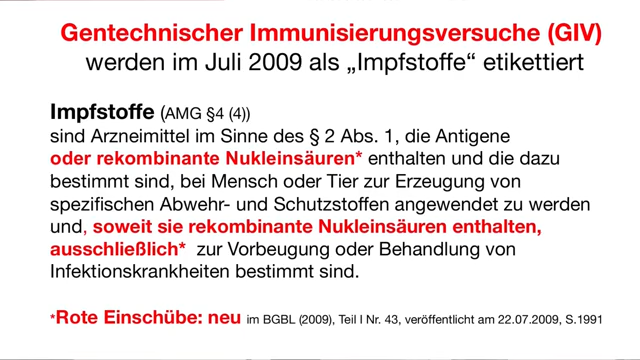 Gentechnischer Immunisierungsversuche (GIV)
werden im Juli 2009 als „Impfstoffe“ etikettiert
Impfstoffe (AMG §4 (4))
sind Arzneimittel im Sinne des § 2 Abs. 1, die Antigene
oder rekombinante Nukleinsäuren* enthalten und die dazu
bestimmt sind, bei Mensch oder Tier zur Erzeugung von
spezifischen Abwehr- und Schutzstoffen angewendet zu werden
und, soweit sie rekombinante Nukleinsäuren enthalten,
ausschließlich* zur Vorbeugung oder Behandlung von
Infektionskrankheiten bestimmt sind.
*Rote Einschübe: neu im BGBL (2009), Teil I Nr. 43, veröffentlicht am 22.07.2009, S.1991